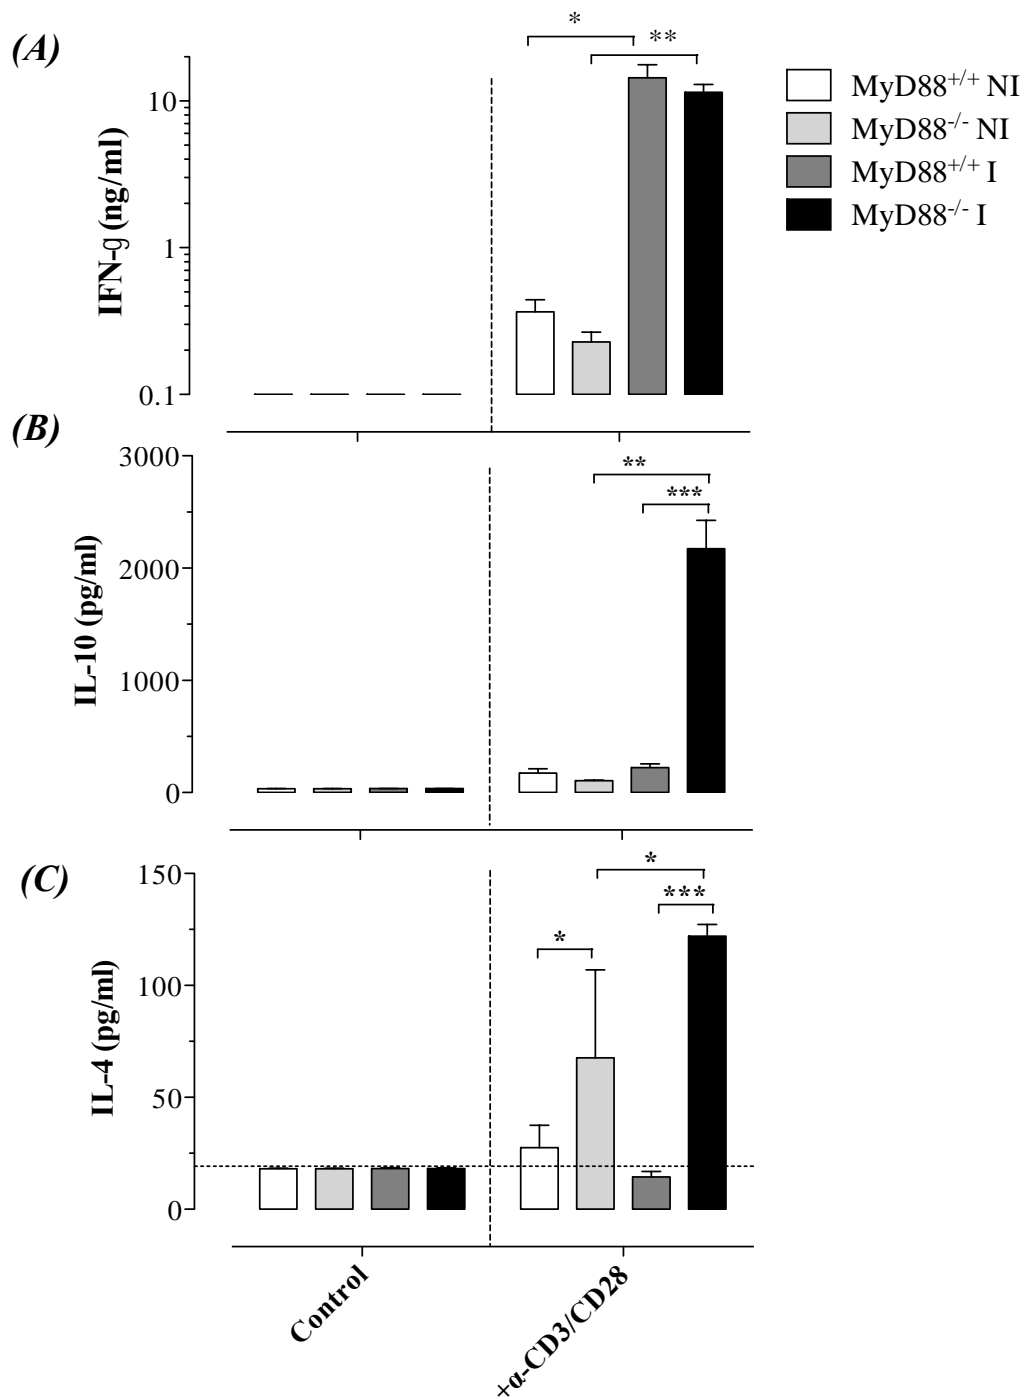 (A)
* **
IFN-g (ng/ml)
10
1
0.1
MyD88+/+ NI
MyD88-/- NI
MyD88+/+ I
MyD88-/- I
(B)
** ***
IL-10 (pg/ml)
3000
2000
1000
0
(C)
* * ***
IL-4 (pg/ml)
150
100
50
0
Control
+α-CD3/CD28